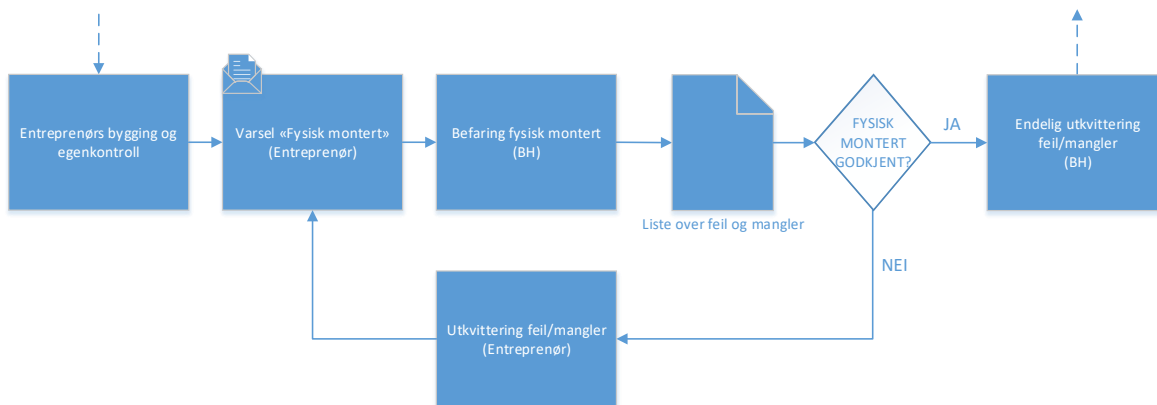 Entreprenørs bygging og
egenkontroll
Varsel «Fysisk montert»
(Entreprenør)
Befaring fysisk montert
(BH)
Liste over feil og mangler
FYSISK
MONTERT
GODKJENT?
JA
Endelig utkvittering
feil/mangler
(BH)
NEI
Utkvittering feil/mangler
(Entreprenør)